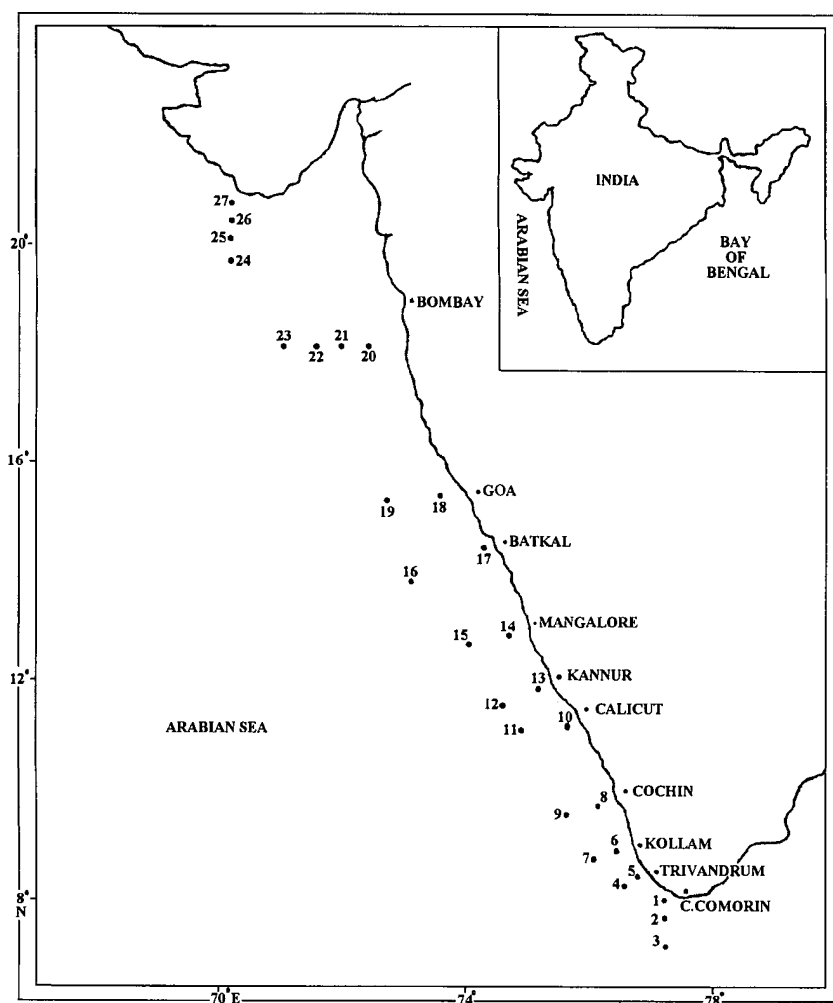 INDIA
ARABIAN SEA
BAY
OF
BENGAL
27
26
25
24
20°
BOMBAY
23
21
22
20
16°
GOA
19
18
BATKAL
17
16
MANGALORE
14
15
KANNUR
12°
13
12
CALICUT
10
11
ARABIAN SEA
COCHIN
8
9
KOLLAM
6
7
TRIVANDRUM
5
4
8°
N
1
C.COMORIN
2
3
70°E
74°
78°